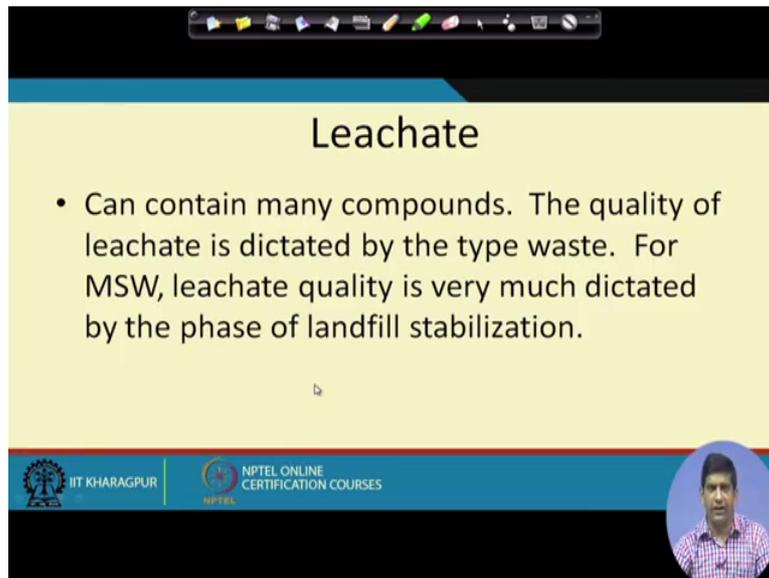 Leachate
• Can contain many compounds. The quality of
leachate is dictated by the type waste. For
MSW, leachate quality is very much dictated
by the phase of landfill stabilization.
IIT KHARAGPUR
NPTEL
NPTEL ONLINE
CERTIFICATION COURSES